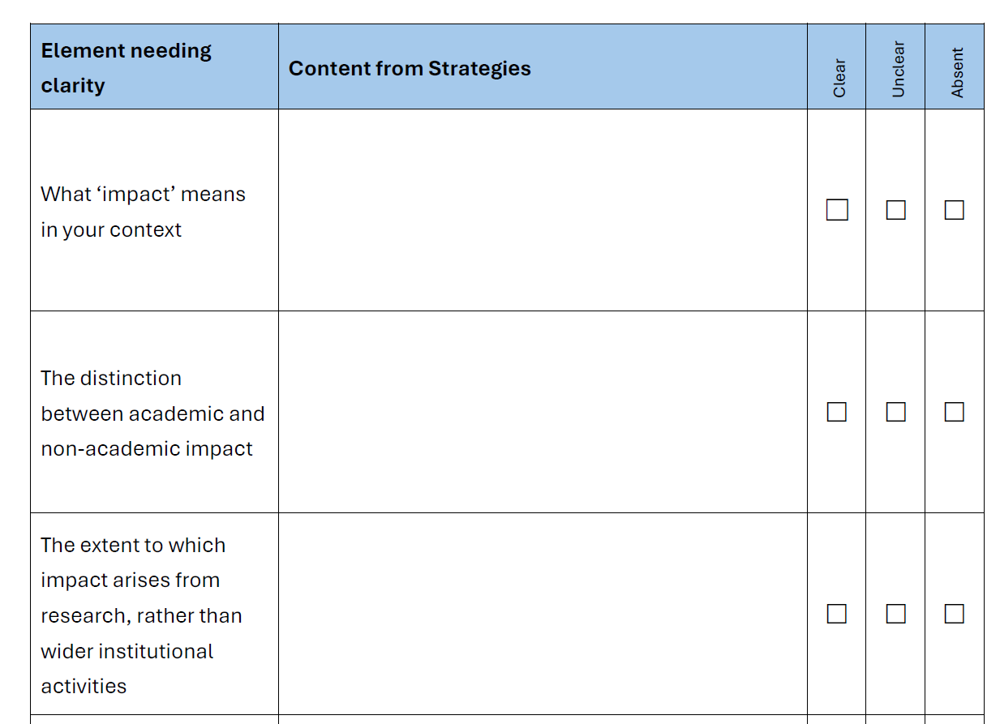 Element needing
clarity
Content from Strategies
Clear
Unclear
Absent
What ‘impact’ means
in your context
The distinction
between academic and
non-academic impact
The extent to which
impact arises from
research, rather than
wider institutional
activities